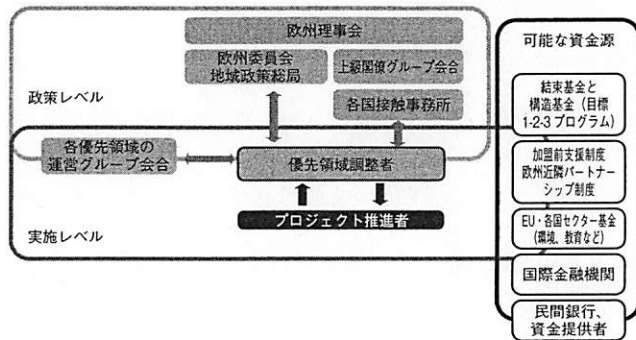 欧州理事会
欧州委員会
地域政策総局
上級閣僚グループ会合
政策レベル
各国接触事務所
各優先領域の
運営グループ会合
優先領域調整者
プロジェクト推進者
実施レベル
可能な資金源
結束基金と
構造基金（目標
1-2-3プログラム）
加盟前支援制度
欧州近隣パートナー
シップ制度
EU・各国セクター基金
（環境、教育など）
国際金融機関
民間銀行、
資金提供者